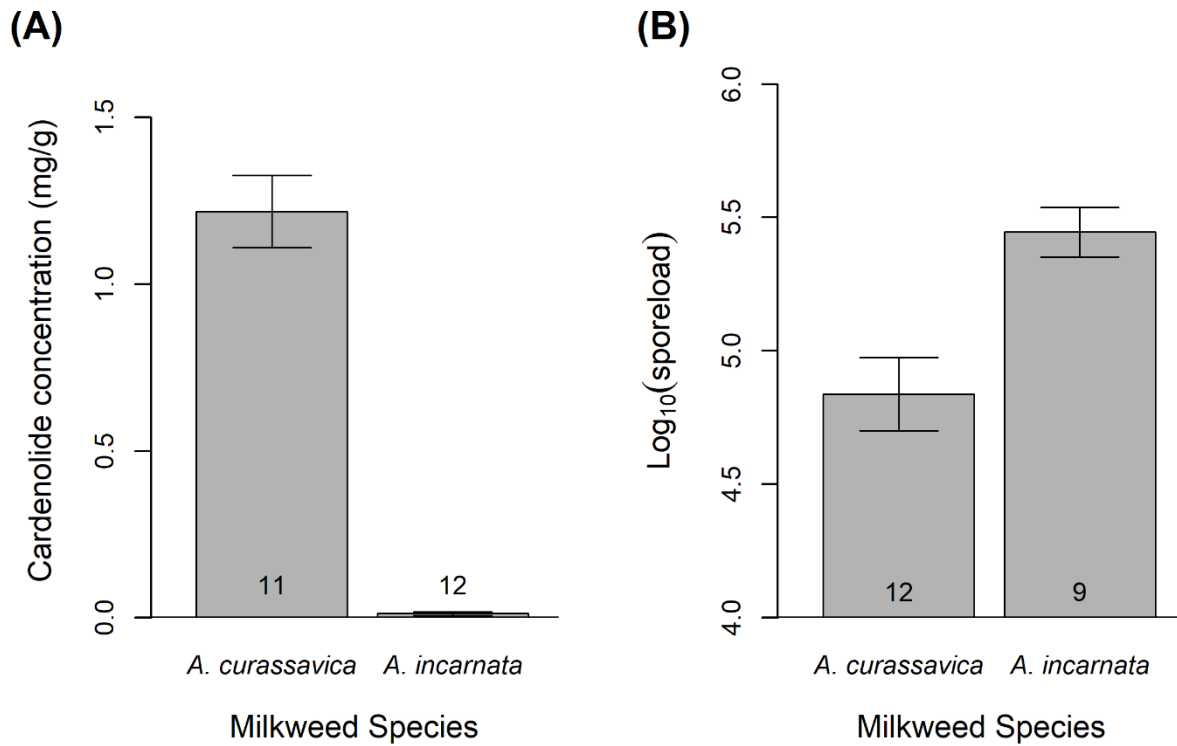 (A)
Cardenolide concentration (mg/g)
1.5
1.0
0.5
0.0
11
12
A. curassavica
A. incarnata
Milkweed Species
(B)
Log₁₀(sporeload)
6.0
5.5
5.0
4.5
4.0
12
9
A. curassavica
A. incarnata
Milkweed Species